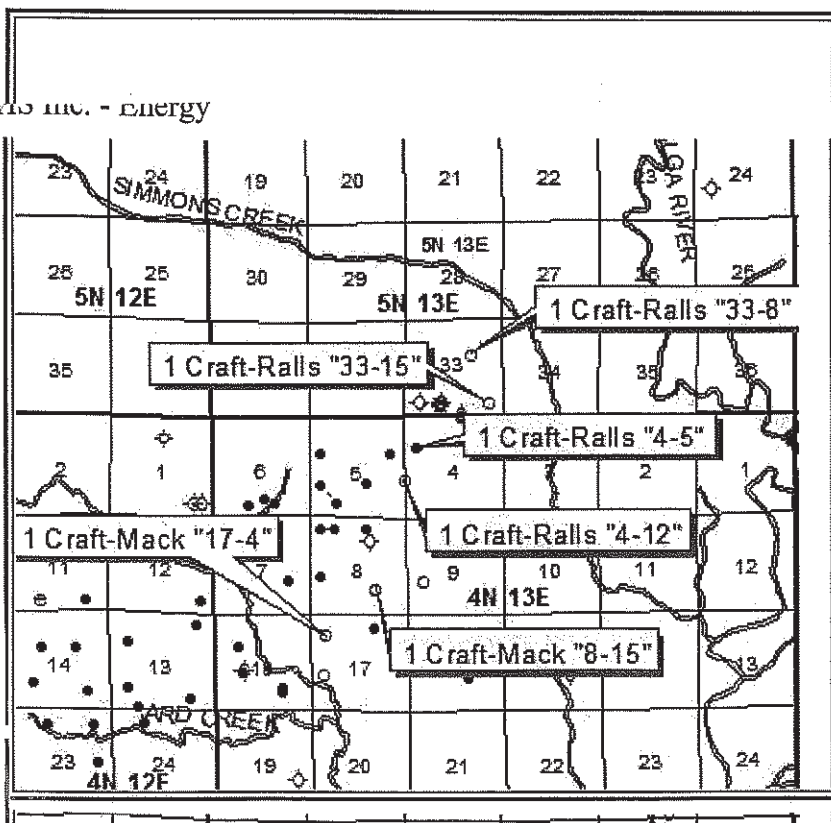 Inc. - Energy
23 24 19 20 21 22 23 24
SIMMONS CREEK
RIVER
5N 13E
26 25 30 29 28 27 26 25
5N 12E 5N 13E
1 Craft-Ralls "33-8"
35 33 34 35 36
1 Craft-Ralls "33-15"
1 Craft-Ralls "4-5"
2 1 6 5 4 3 2 1
1 Craft-Mack "17-4"
1 Craft-Ralls "4-12"
11 12 7 8 9 10 11 12
4N 13E
1 Craft-Mack "8-15"
14 13 18 17 13
ARD CREEK
23 24 19 20 21 22 23 24
4N 12E